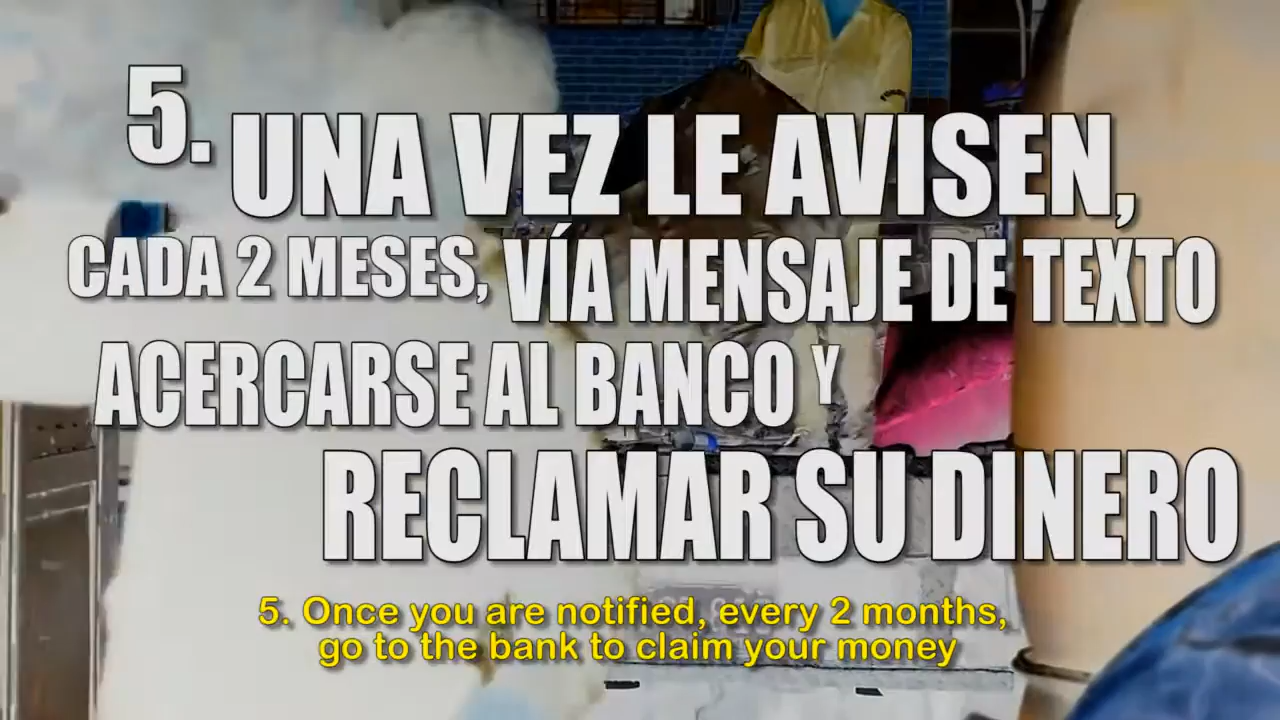 5. UNA VEZ LE AVISEN,
CADA 2 MESES, VÍA MENSAJE DE TEXTO
ACERCARSE AL BANCO Y
RECLAMAR SU DINERO
5. Once you are notified, every 2 months,
go to the bank to claim your money